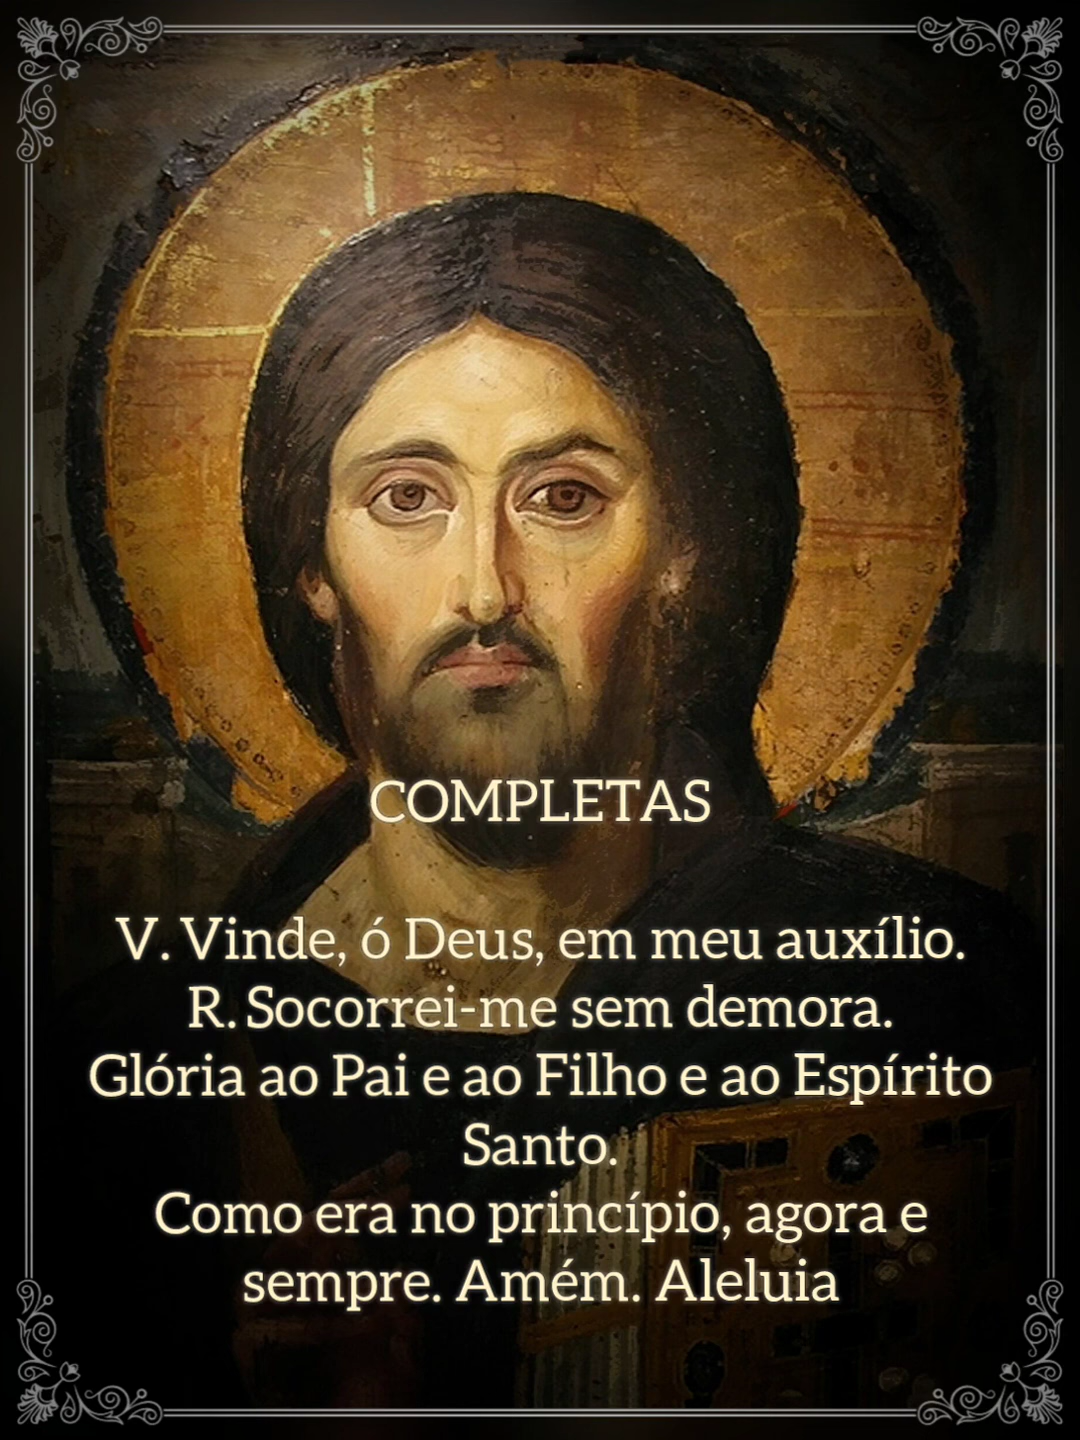 COMPLETAS
V. Vinde, ó Deus, em meu auxílio.
R. Socorrei-me sem demora.
Glória ao Pai e ao Filho e ao Espírito
Santo.
Como era no princípio, agora e
sempre. Amém. Aleluia